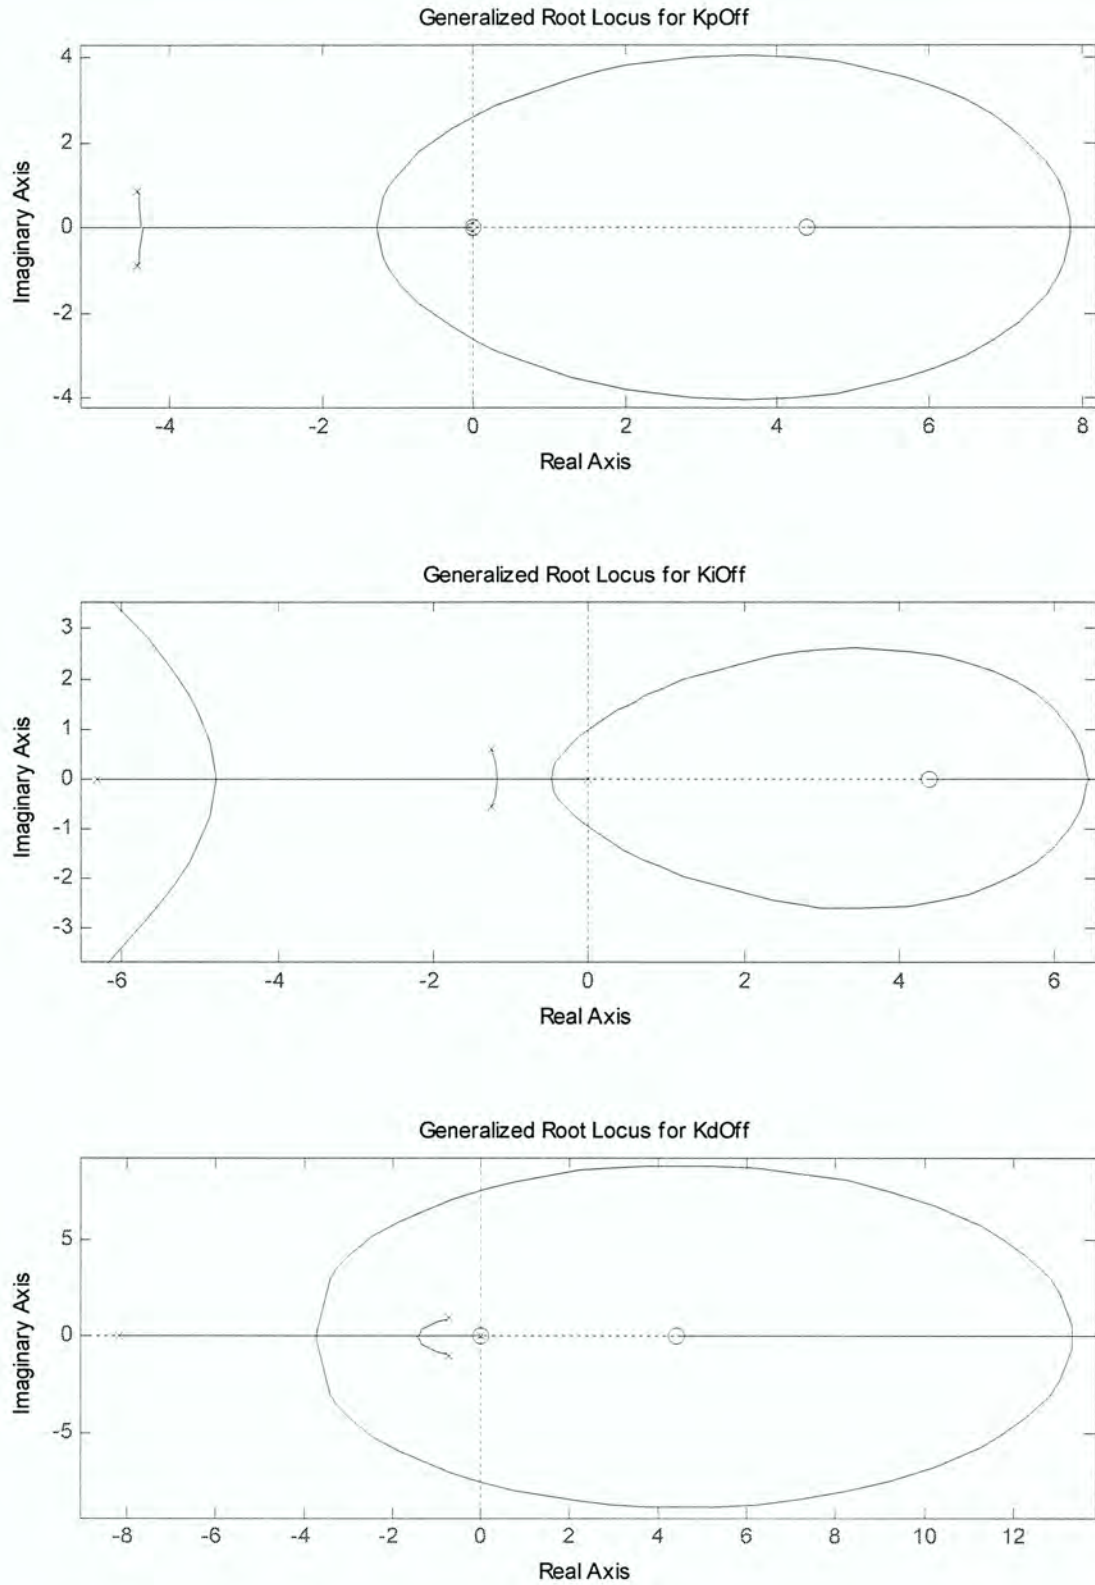 Generalized Root Locus for KpOff
4
2
0
-2
-4
Imaginary Axis
-4 -2 0 2 4 6 8
Real Axis
Generalized Root Locus for KiOff
3
2
1
0
-1
-2
-3
Imaginary Axis
-6 -4 -2 0 2 4 6
Real Axis
Generalized Root Locus for KdOff
5
0
-5
Imaginary Axis
-8 -6 -4 -2 0 2 4 6 8 10 12
Real Axis